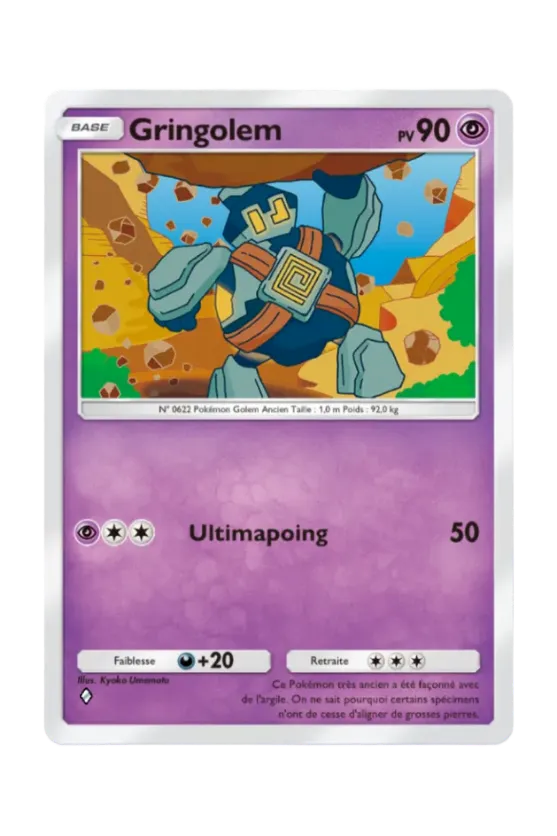 BASE Gringolem PV 90
N° 0622 Pokémon Golem Ancien Taille : 1,0 m Poids : 92,0 kg
Ultimapoing 50
Faiblesse +20 Retraite
Illus. Kyoko Umemoto
Ce Pokémon très ancien a été façonné avec
de l'argile. On ne sait pourquoi certains spécimens
n'ont de cesse d'aligner de grosses pierres.